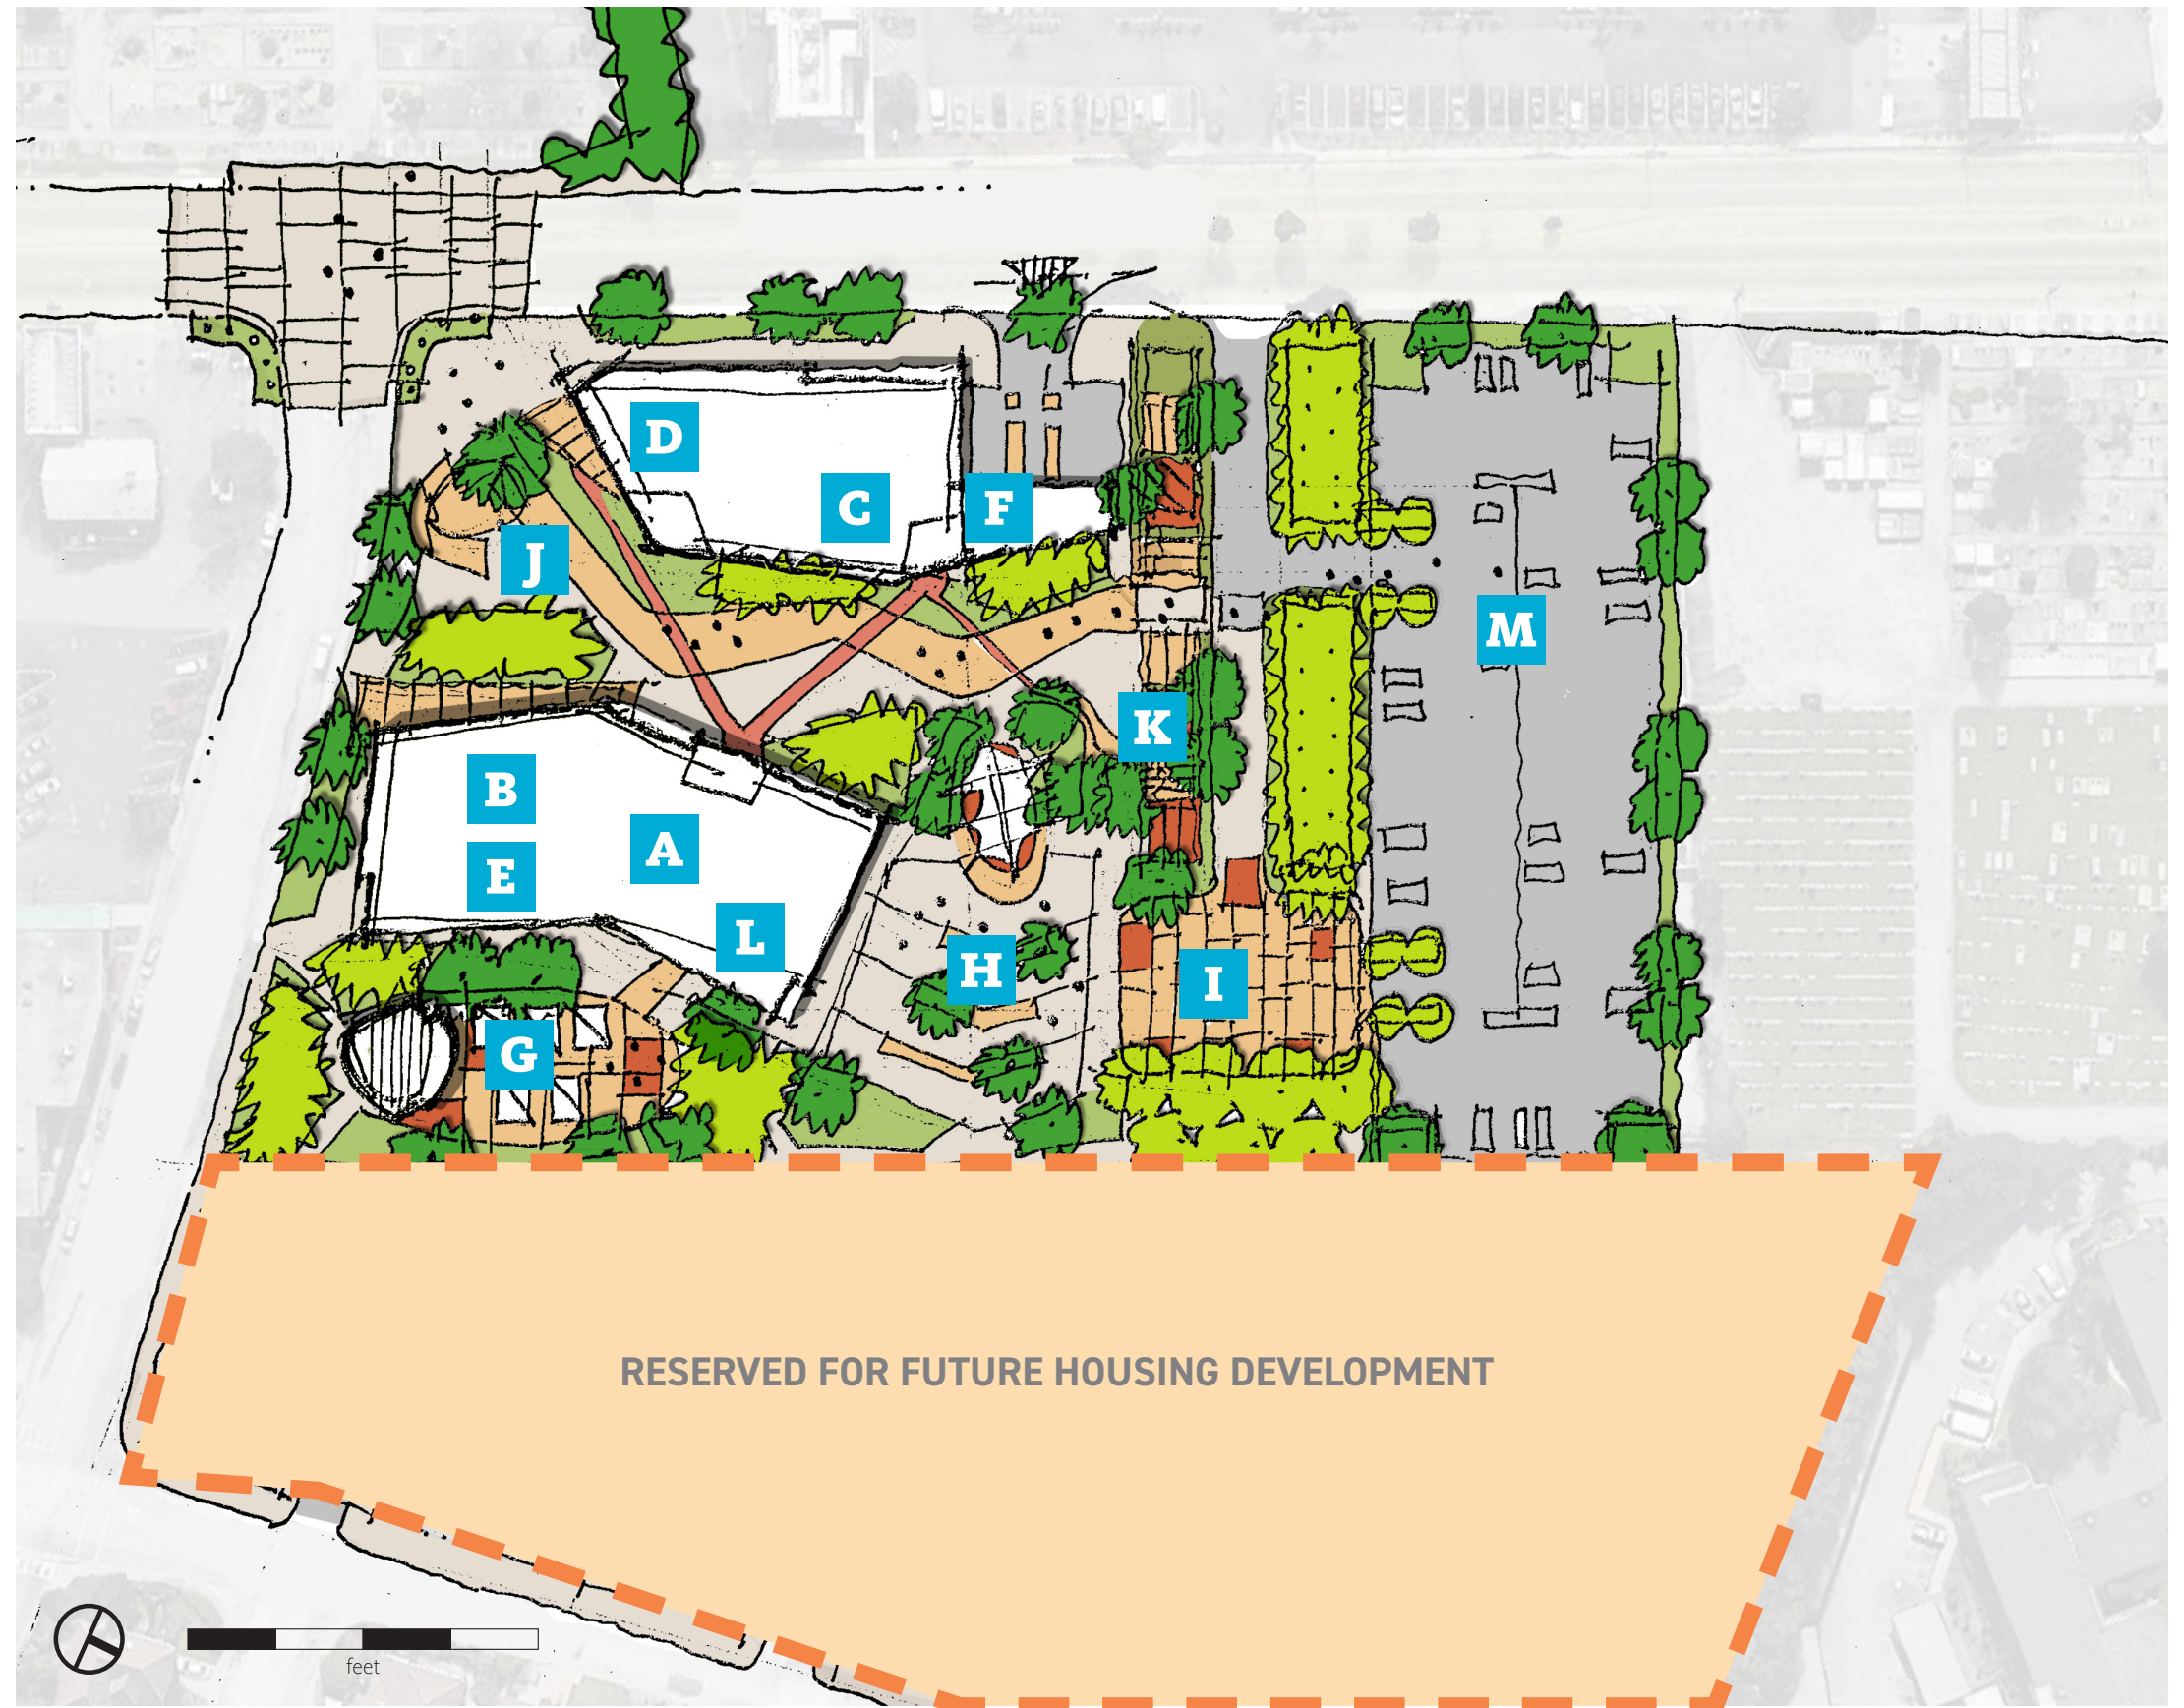 D
C
F
J
M
K
B
A
E
L
H
I
G
RESERVED FOR FUTURE HOUSING DEVELOPMENT
feet